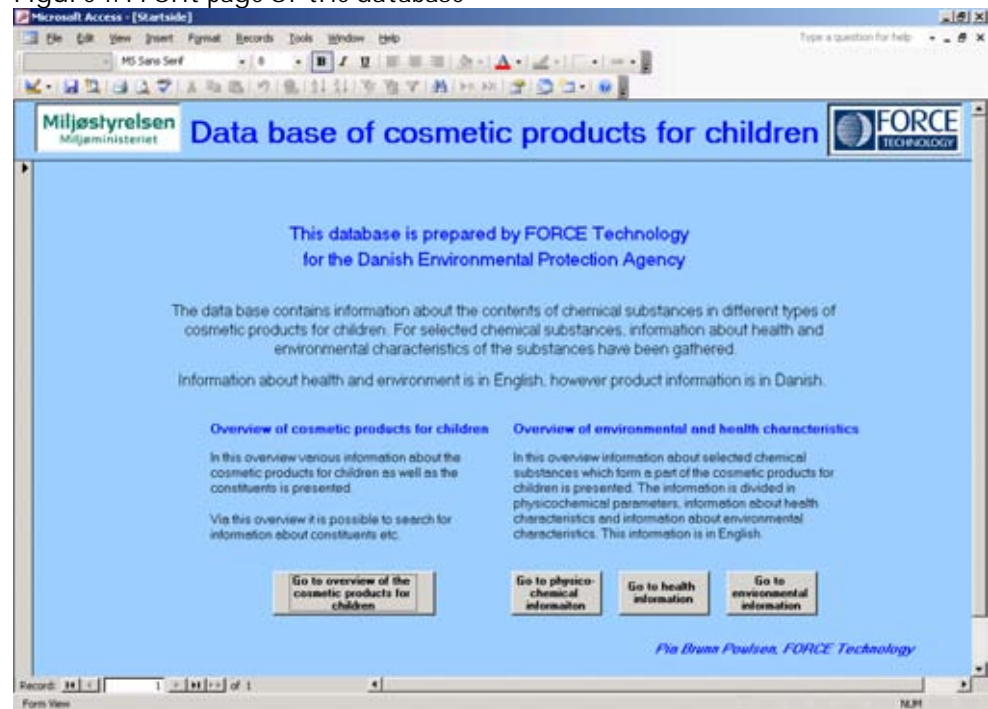 Microsoft Access - [Startside]
File Edit View Insert Format Records Tools Window Help
Type a question for help
MS Sans Serif
8
B I U
Miljøstyrelsen
Miljøministeriet
Data base of cosmetic products for children
FORCE
TECHNOLOGY
This database is prepared by FORCE Technology
for the Danish Environmental Protection Agency
The data base contains information about the contents of chemical substances in different types of
cosmetic products for children. For selected chemical substances, information about health and
environmental characteristics of the substances have been gathered.
Information about health and environment is in English, however product information is in Danish.
Overview of cosmetic products for children
In this overview various information about the
cosmetic products for children as well as the
constituents is presented.
Via this overview it is possible to search for
information about constituents etc.
Go to overview of the
cosmetic products for
children
Overview of environmental and health characteristics
In this overview information about selected chemical
substances which form a part of the cosmetic products for
children is presented. The information is divided in
physicochemical parameters, information about health
characteristics and information about environmental
characteristics. This information is in English.
Go to physico-
chemical
informaiton
Go to health
information
Go to
environmental
information
Pia Brunn Poulsen, FORCE Technology
Record: 1 of 1
Form View
NUM